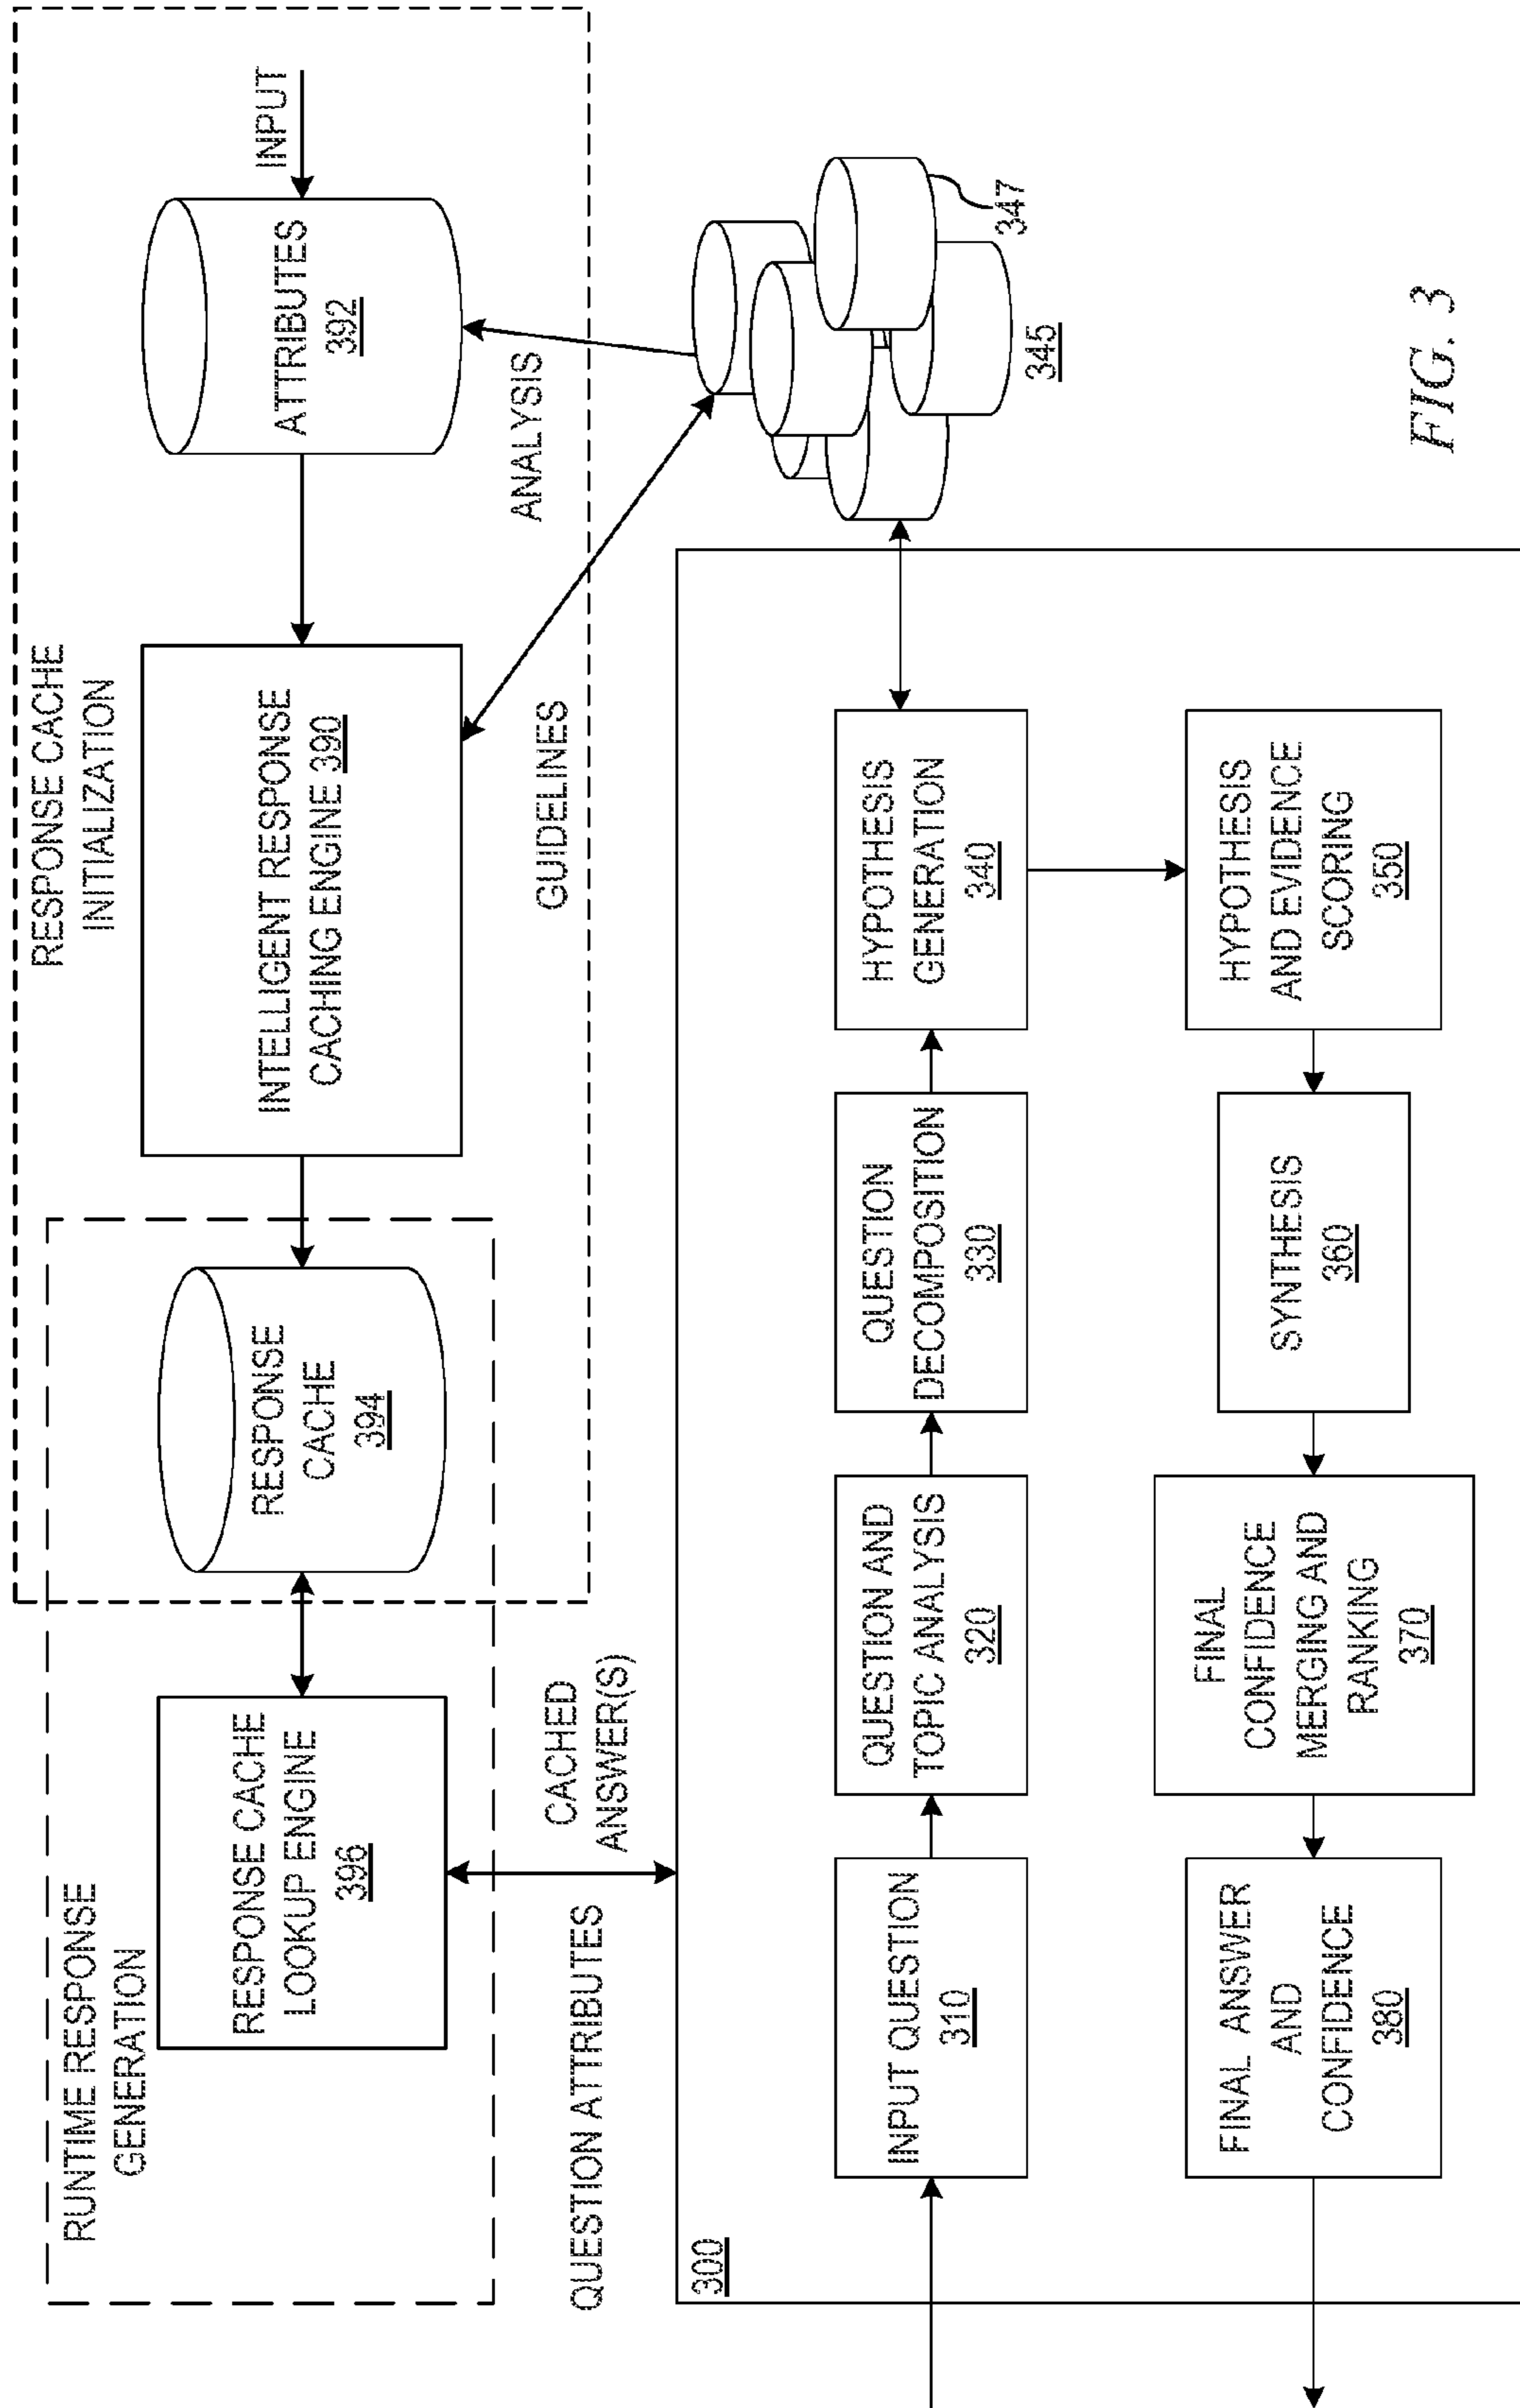 RUNTIME RESPONSE
GENERATION
RESPONSE CACHE
INITIALIZATION
RESPONSE CACHE
LOOKUP ENGINE
396
RESPONSE
CACHE
394
INTELLIGENT RESPONSE
CACHING ENGINE 390
ATTRIBUTES
392
INPUT
QUESTION ATTRIBUTES
CACHED
ANSWER(S)
GUIDELINES
ANALYSIS
300
INPUT QUESTION
310
QUESTION AND
TOPIC ANALYSIS
320
QUESTION
DECOMPOSITION
330
HYPOTHESIS
GENERATION
340
347
345
FINAL ANSWER
AND
CONFIDENCE
380
FINAL
CONFIDENCE
MERGING AND
RANKING
370
SYNTHESIS
360
HYPOTHESIS
AND EVIDENCE
SCORING
350
FIG. 3